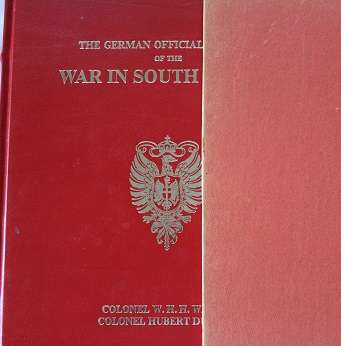 THE GERMAN OFFICIAL
OF THE
WAR IN SOUTH
COLONEL W. H. H. W
COLONEL HUBERT D